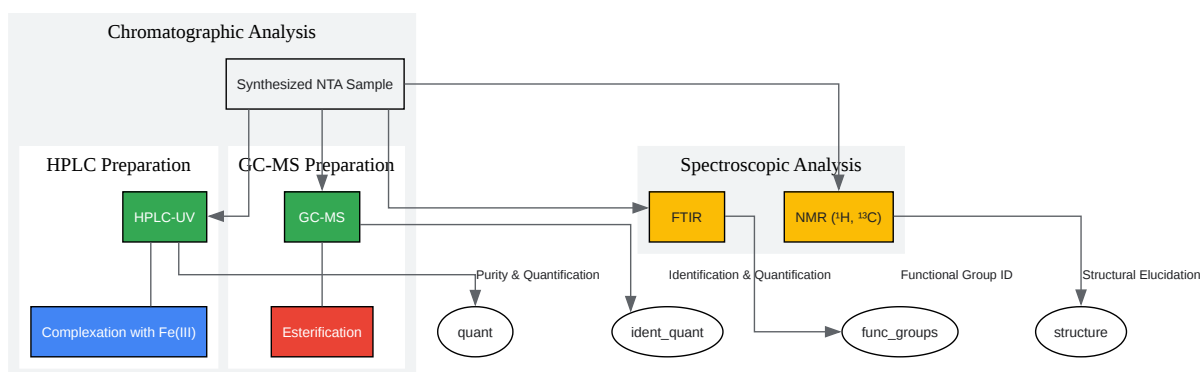 Chromatographic Analysis
Synthesized NTA Sample
HPLC Preparation
GC-MS Preparation
Spectroscopic Analysis
HPLC-UV
GC-MS
FTIR
NMR (¹H, ¹³C)
Purity & Quantification
Identification & Quantification
Functional Group ID
Structural Elucidation
Complexation with Fe(III)
Esterification
quant
ident_quant
func_groups
structure